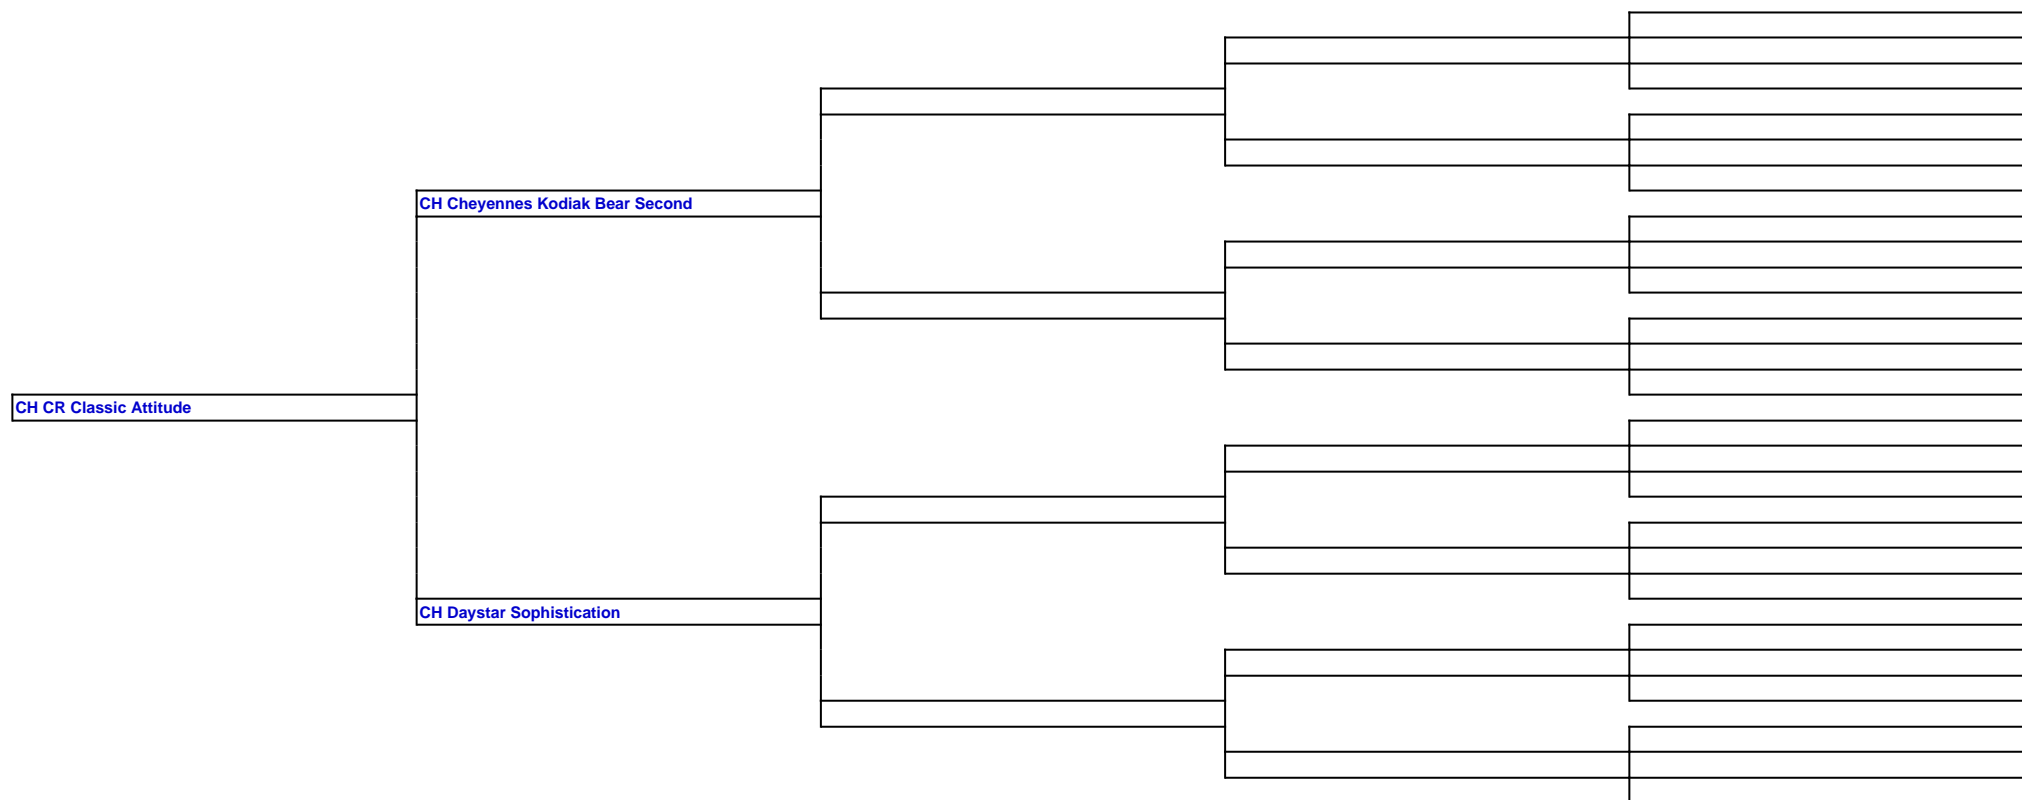 CH Cheyennes Kodiak Bear Second
CH CR Classic Attitude
CH Daystar Sophistication